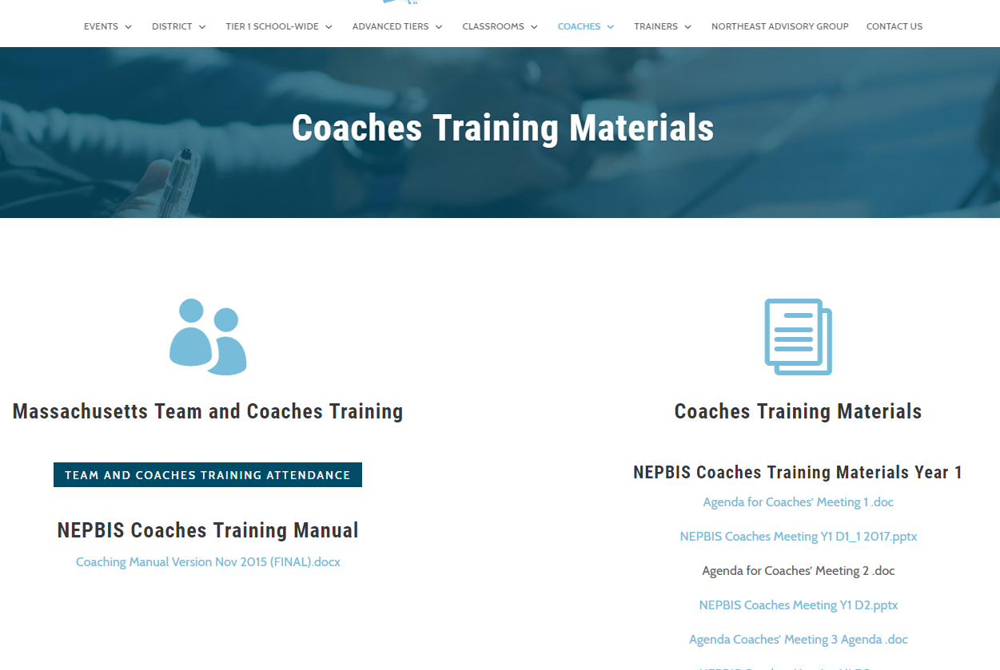 EVENTS DISTRICT TIER 1 SCHOOL-WIDE ADVANCED TIERS CLASSROOMS COACHES TRAINERS NORTHEAST ADVISORY GROUP CONTACT US
Coaches Training Materials
Massachusetts Team and Coaches Training
TEAM AND COACHES TRAINING ATTENDANCE
NEPBIS Coaches Training Manual
Coaching Manual Version Nov 2015 (FINAL).docx
Coaches Training Materials
NEPBIS Coaches Training Materials Year 1
Agenda for Coaches’ Meeting 1 .doc
NEPBIS Coaches Meeting Y1 D1_1 2017.pptx
Agenda for Coaches’ Meeting 2 .doc
NEPBIS Coaches Meeting Y1 D2.pptx
Agenda Coaches’ Meeting 3 Agenda .doc